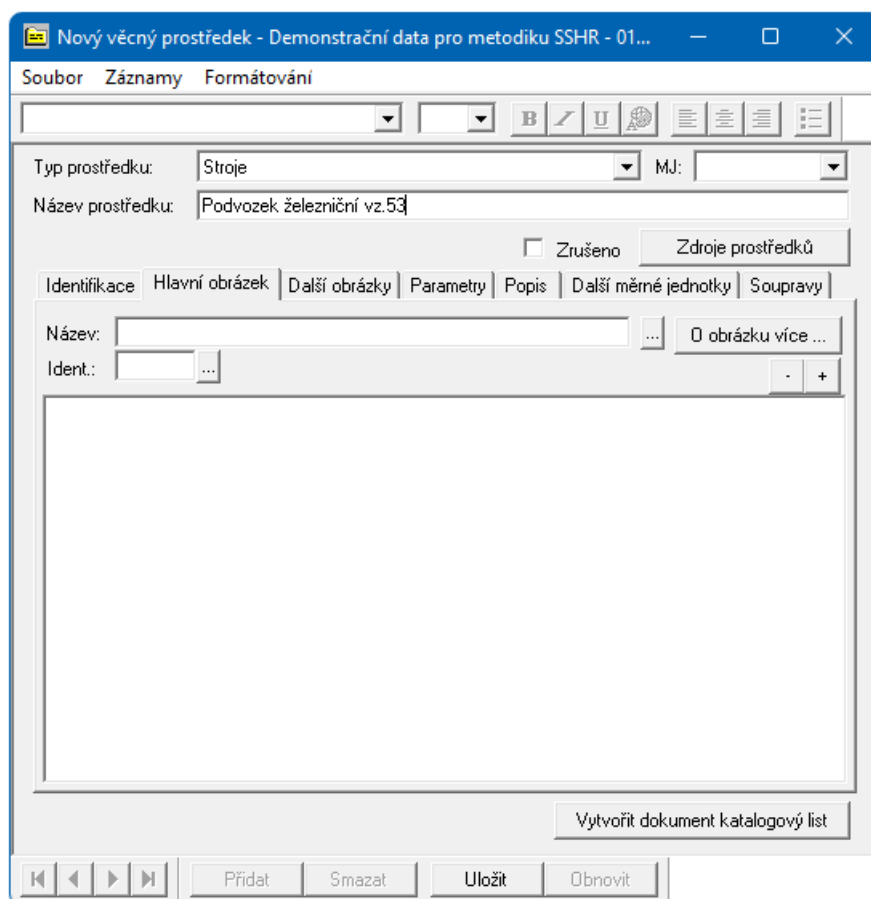 Nový věcný prostředek - Demonstrační data pro metodiku SSHR - 01...
Soubor Záznamy Formátování
B I U
Typ prostředku: Stroje MJ:
Název prostředku: Podvozek železniční vz.53
Zrušeno Zdroje prostředků
Identifikace Hlavní obrázek Další obrázky Parametry Popis Další měrné jednotky Soupravy
Název: ... O obrázku více ...
Ident.: ...
- +
Vytvořit dokument katalogový list
Přidat Smazat Uložit Obnovit